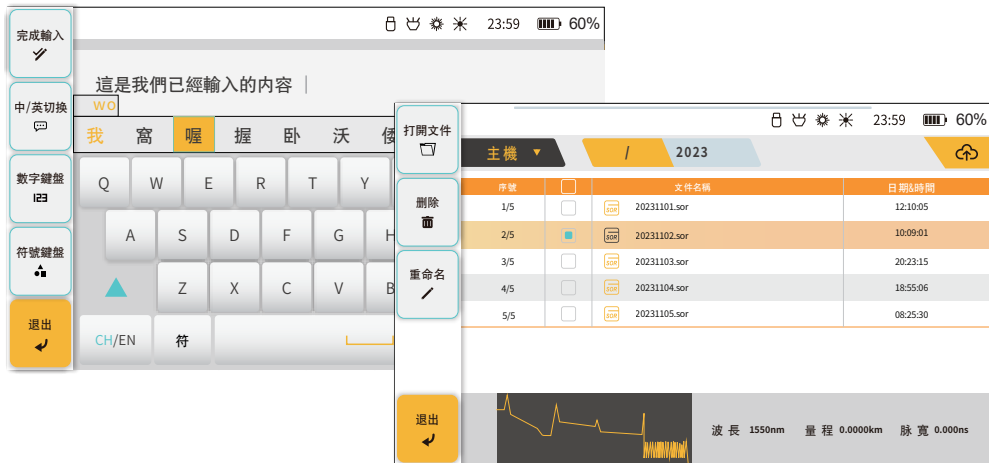 完成輸入
中/英切換
數字鍵盤
123
符號鍵盤
退出
23:59 60%
這是我們已經輸入的内容
wo
我 窩 喔 握 卧 沃
Q W E R T Y
A S D F G H
Z X C V B
CH/EN 符
打開文件
刪除
重命名
退出
23:59 60%
主機 ▼ / 2023
序號 文件名稱 日期&時間
1/5 SOR 20231101.sor 12:10:05
2/5 SOR 20231102.sor 10:09:01
3/5 SOR 20231103.sor 20:23:15
4/5 SOR 20231104.sor 18:55:06
5/5 SOR 20231105.sor 08:25:30
波長 1550nm 量程 0.0000km 脉寬 0.000ns